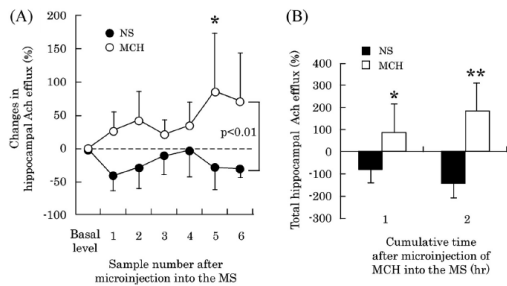 (A)
200
150
100
50
0
-50
-100
Changes in
hippocampal Ach efflux (%)
NS
MCH
*
p<0.01
Basal
level
1 2 3 4 5 6
Sample number after
microinjection into the MS
(B)
400
300
200
100
0
-100
-200
-300
Total hippocampal Ach efflux (%)
NS
MCH
*
**
1 2
Cumulative time
after microinjection of
MCH into the MS (hr)